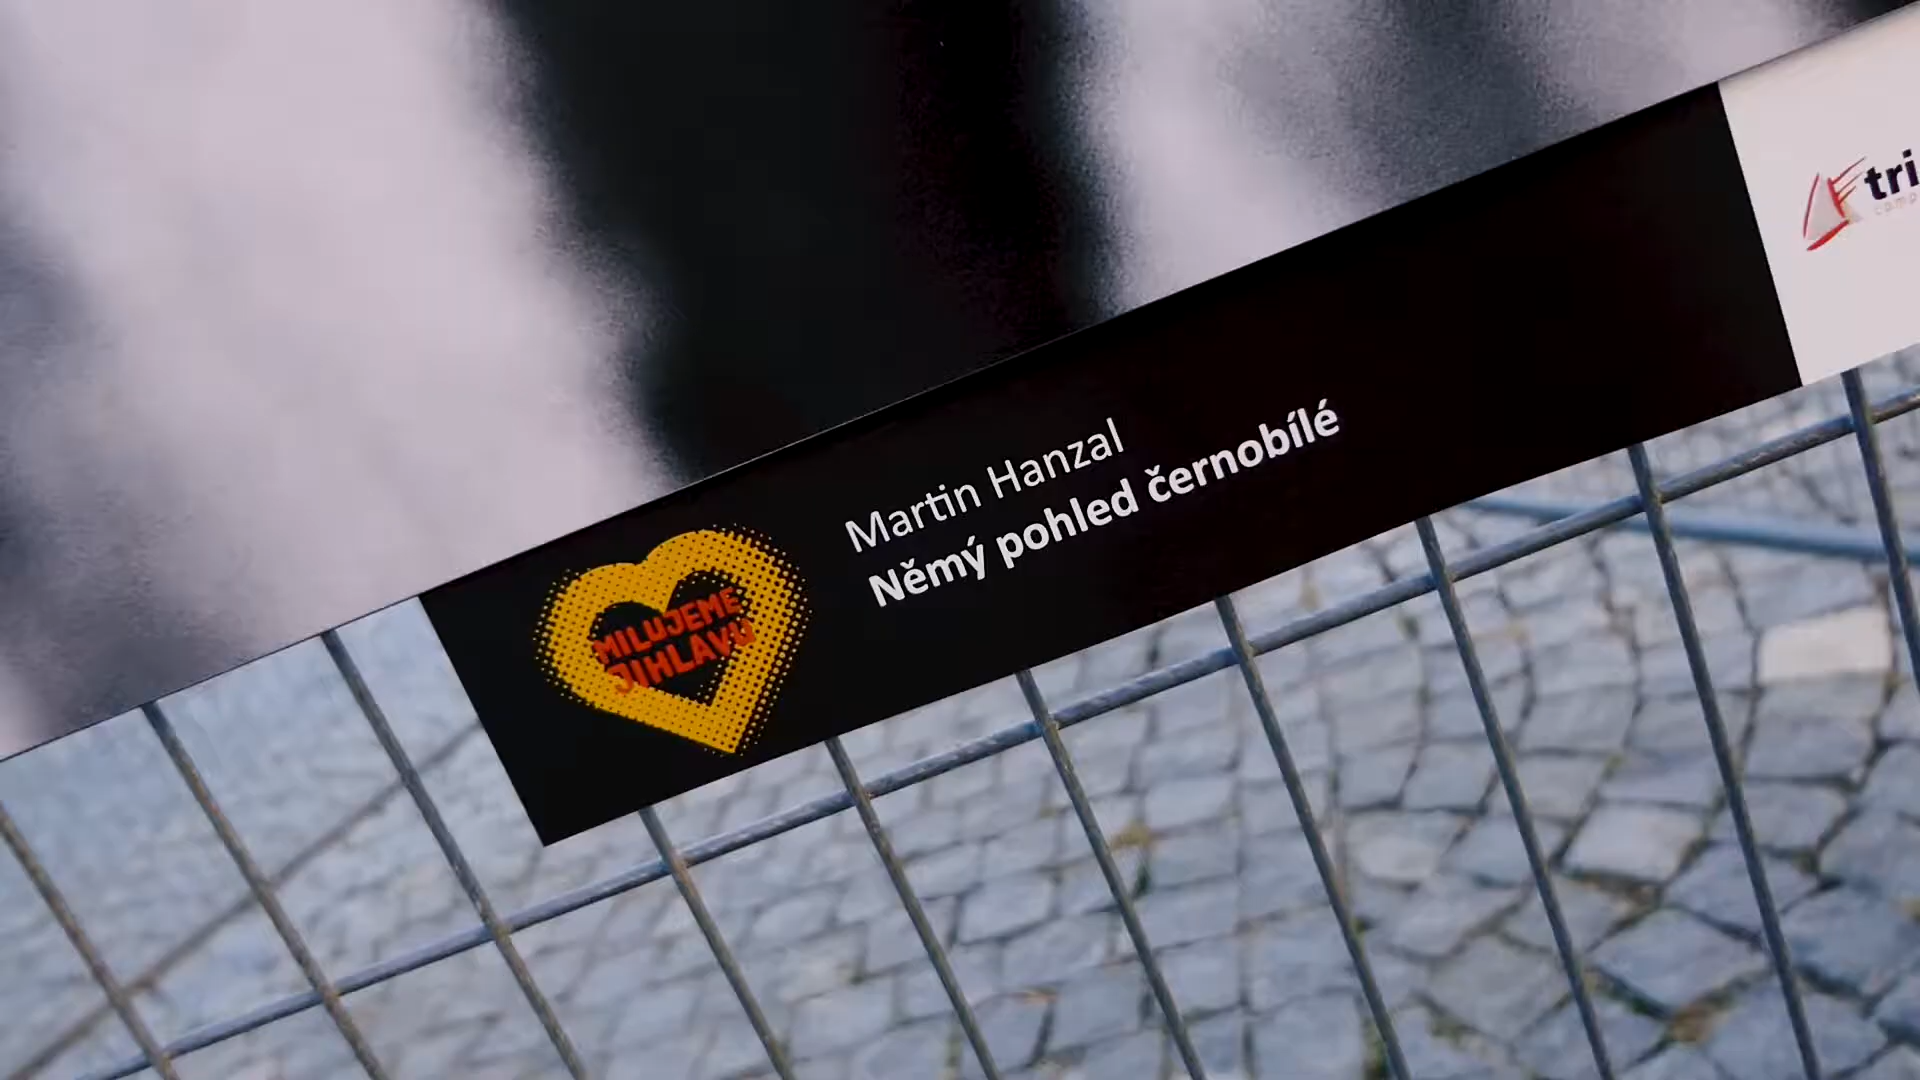 Martin Hanzal
Němý pohled černobílé
MILUJEME
JIHLAVU
tri